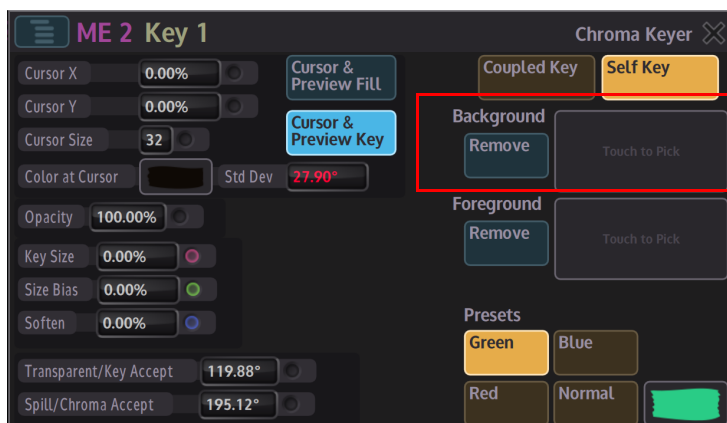 ME 2 Key 1
Chroma Keyer
Cursor X 0.00%
Cursor Y 0.00%
Cursor Size 32
Color at Cursor
Std Dev 27.90°
Cursor &
Preview Fill
Cursor &
Preview Key
Coupled Key
Self Key
Background
Remove
Touch to Pick
Foreground
Remove
Touch to Pick
Opacity 100.00%
Key Size 0.00%
Size Bias 0.00%
Soften 0.00%
Transparent/Key Accept 119.88°
Spill/Chroma Accept 195.12°
Presets
Green
Blue
Red
Normal